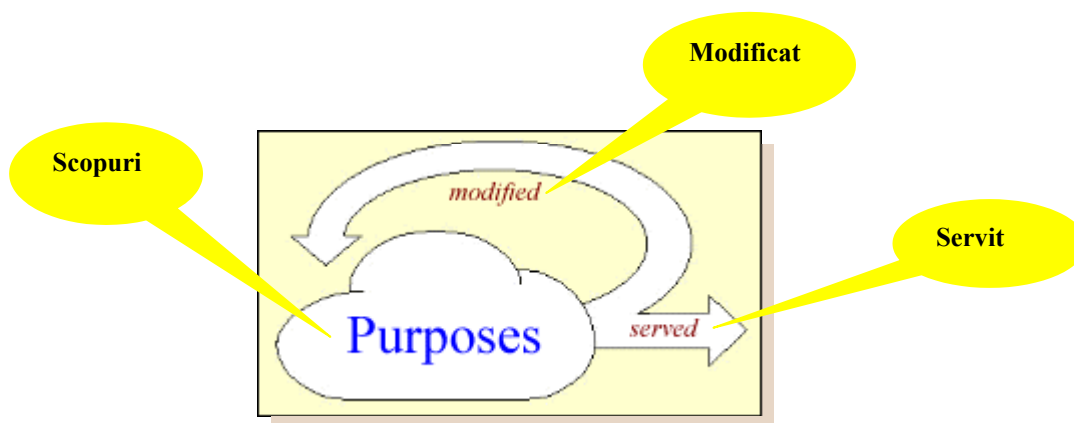 Modificat
Scopuri
modified
Servit
Purposes
served